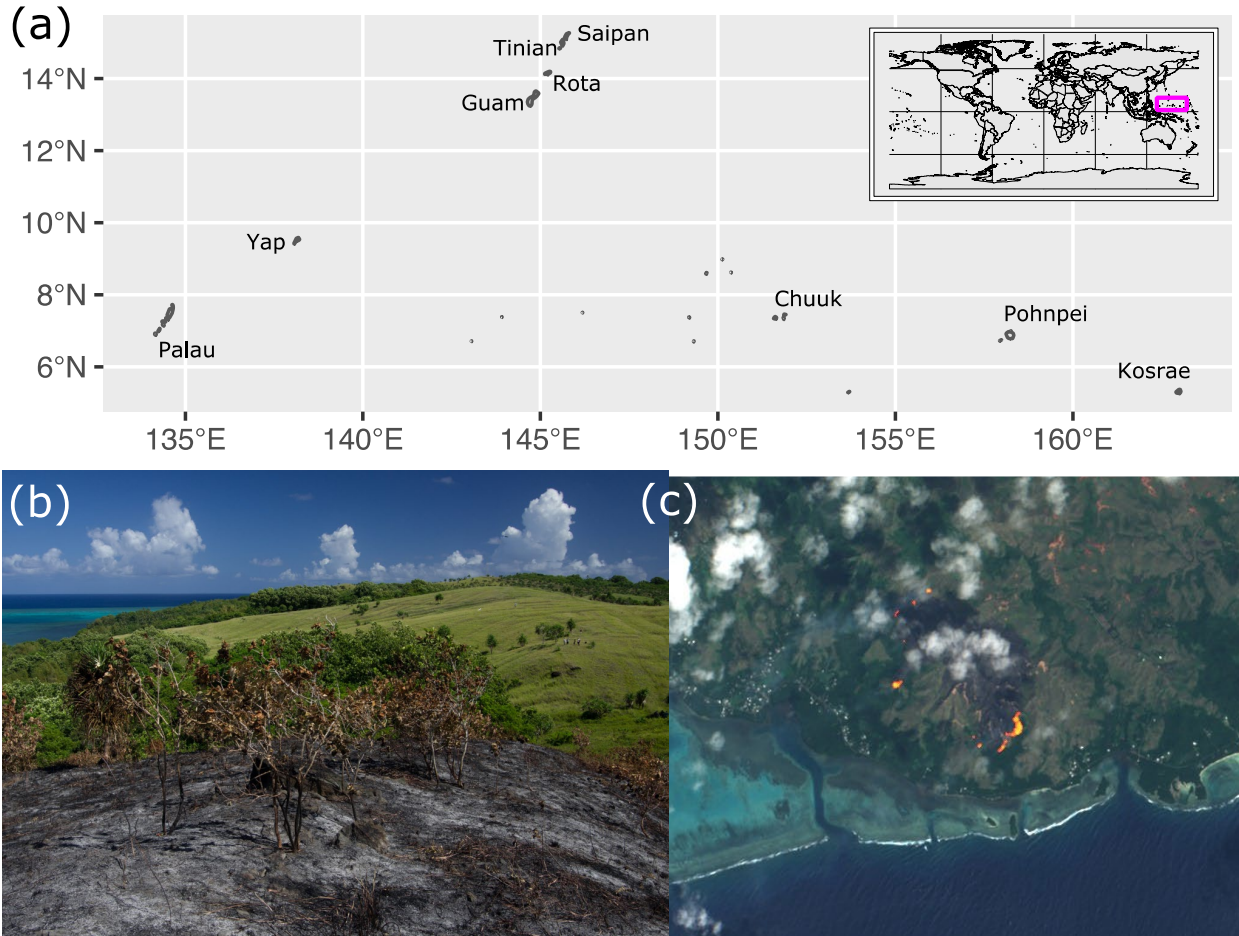 (a)
Saipan
Tinian
14°N
Rota
Guam
12°N
10°N
Yap
8°N
Chuuk
Pohnpei
Palau
6°N
Kosrae
135°E 140°E 145°E 150°E 155°E 160°E
(b)
(c)